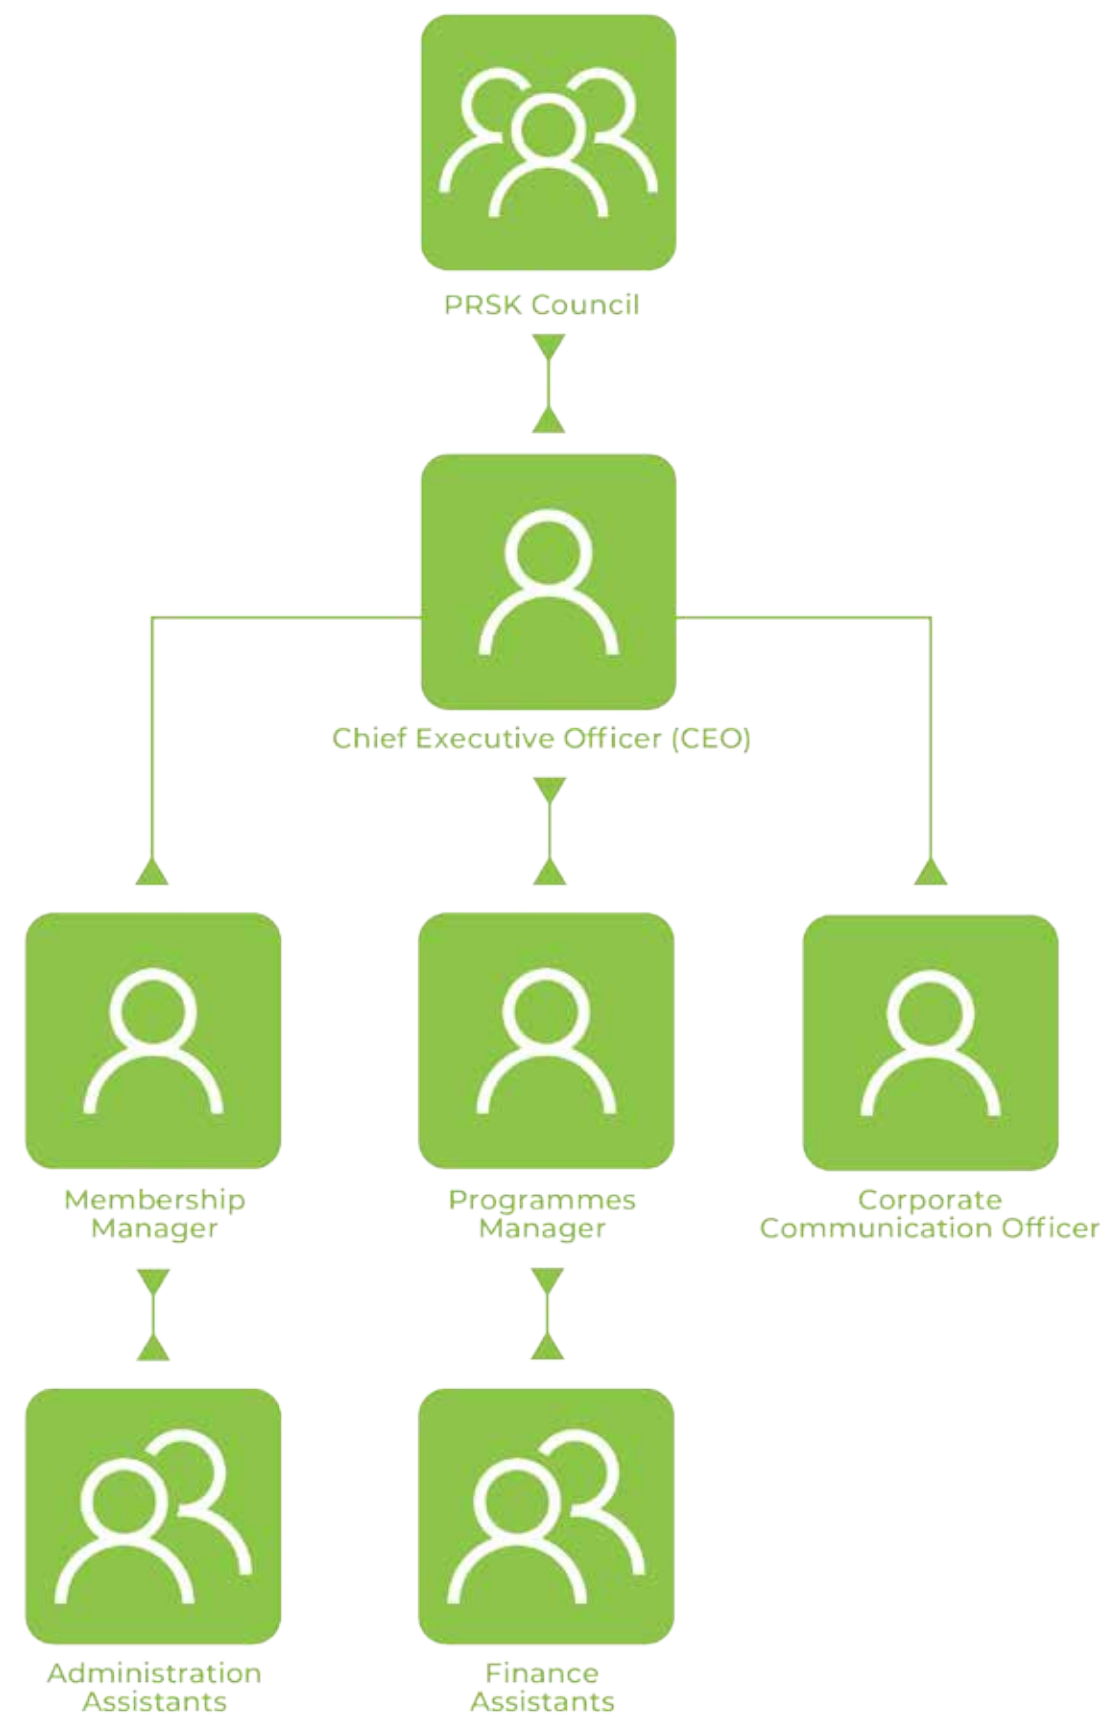 PRSK Council
Chief Executive Officer (CEO)
Membership
Manager
Programmes
Manager
Corporate
Communication Officer
Administration
Assistants
Finance
Assistants